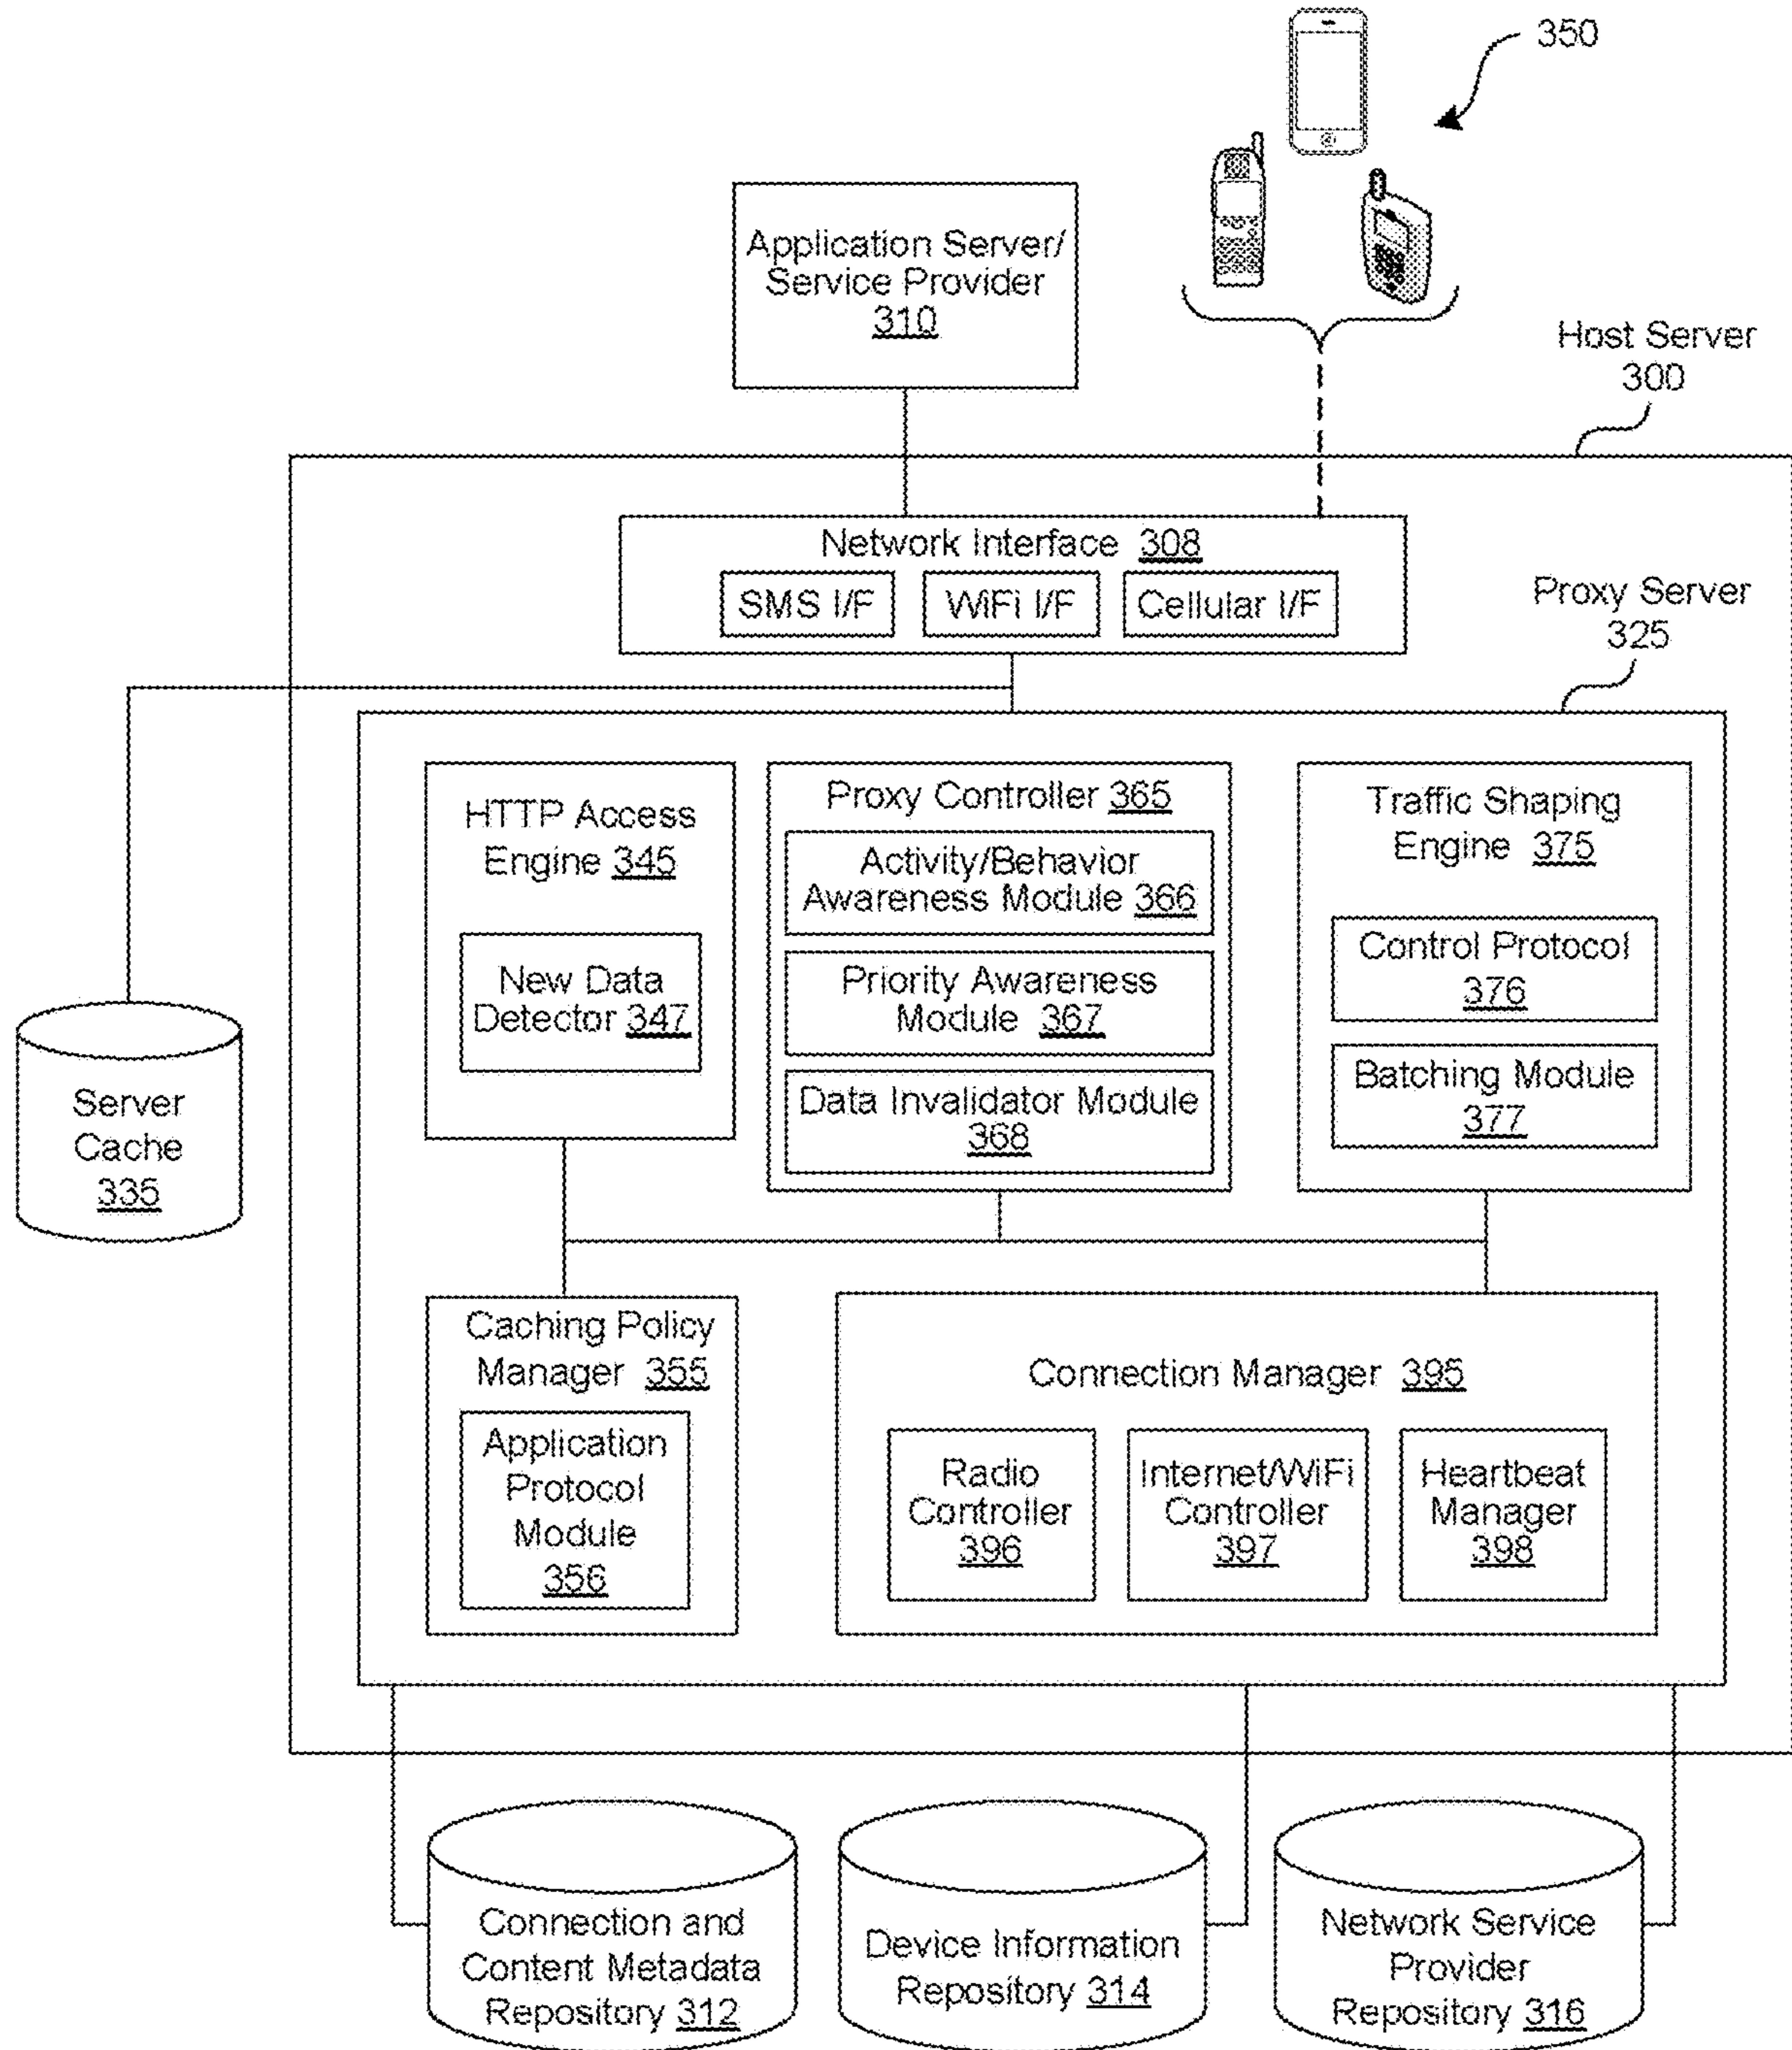 350
Application Server/
Service Provider
310
Host Server
300
Network Interface 308
SMS I/F
WiFi I/F
Cellular I/F
Proxy Server
325
HTTP Access
Engine 345
New Data
Detector 347
Proxy Controller 365
Activity/Behavior
Awareness Module 366
Priority Awareness
Module 367
Data Invalidator Module
368
Traffic Shaping
Engine 375
Control Protocol
376
Batching Module
377
Server
Cache
335
Caching Policy
Manager 355
Application
Protocol
Module
356
Connection Manager 395
Radio
Controller
396
Internet/WiFi
Controller
397
Heartbeat
Manager
398
Connection and
Content Metadata
Repository 312
Device Information
Repository 314
Network Service
Provider
Repository 316